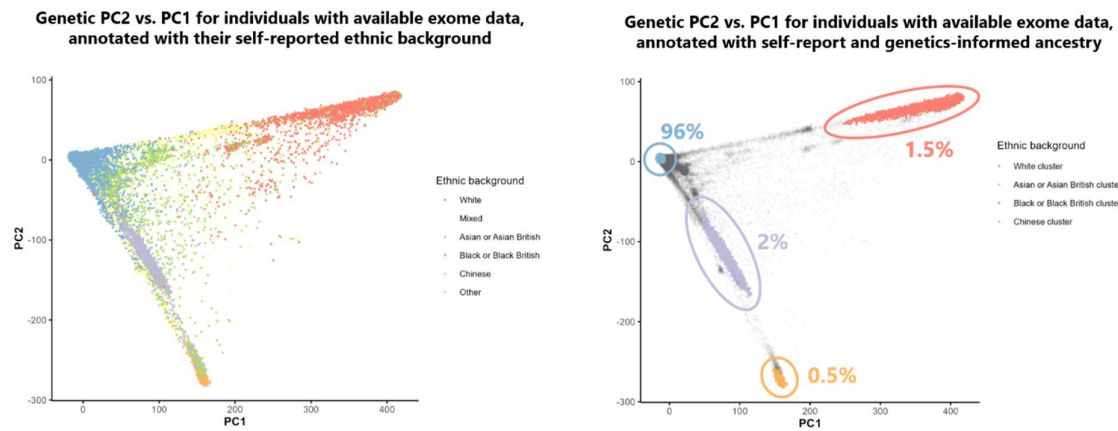 Genetic PC2 vs. PC1 for individuals with available exome data,
annotated with their self-reported ethnic background
100
0
-100
-200
-300
PC2
0
100
200
300
400
PC1
Ethnic background
White
Mixed
Asian or Asian British
Black or Black British
Chinese
Other
Genetic PC2 vs. PC1 for individuals with available exome data,
annotated with self-report and genetics-informed ancestry
100
0
-100
-200
-300
PC2
0
100
200
300
400
PC1
96%
1.5%
2%
0.5%
Ethnic background
White cluster
Asian or Asian British cluste
Black or Black British cluste
Chinese cluster